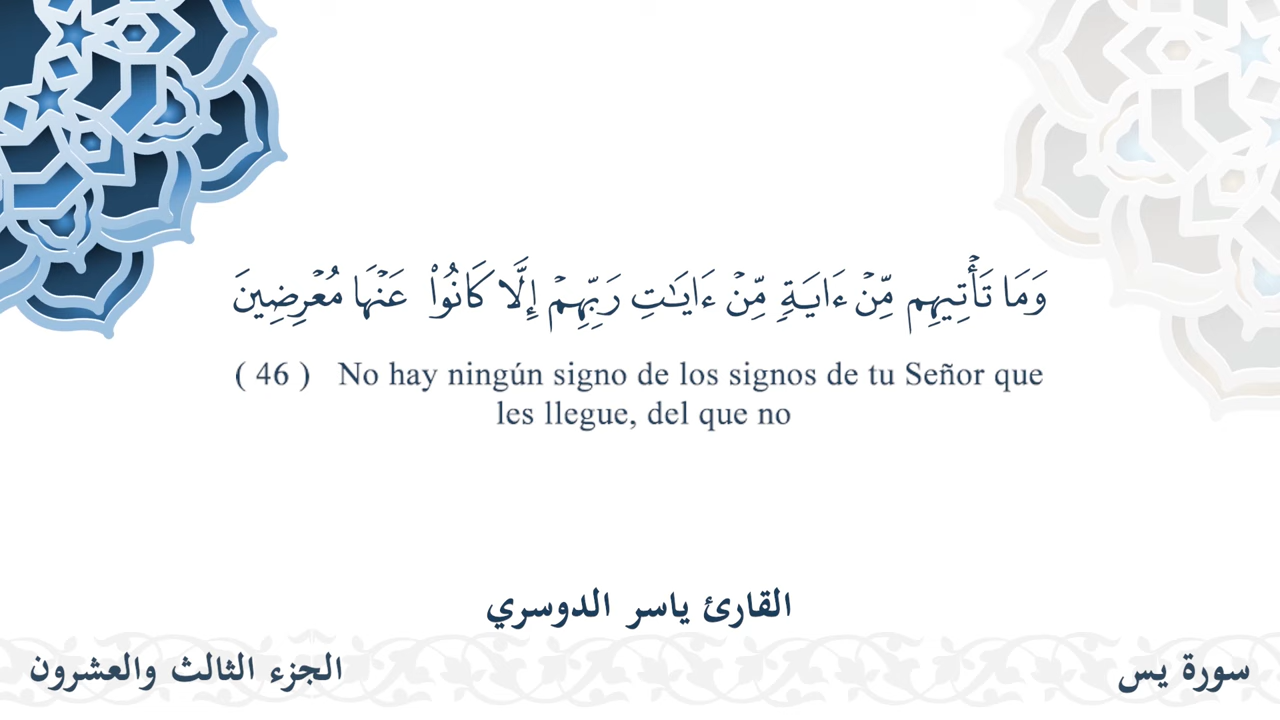 وَمَا تَأْتِيهِم مِّنْ ءَايَةٍ مِّنْ ءَايَٰتِ رَبِّهِمْ إِلَّا كَانُوا۟ عَنْهَا مُعْرِضِينَ
( 46 ) No hay ningún signo de los signos de tu Señor que
les llegue, del que no
القارئ ياسر الدوسري
سورة يس
الجزء الثالث والعشرون